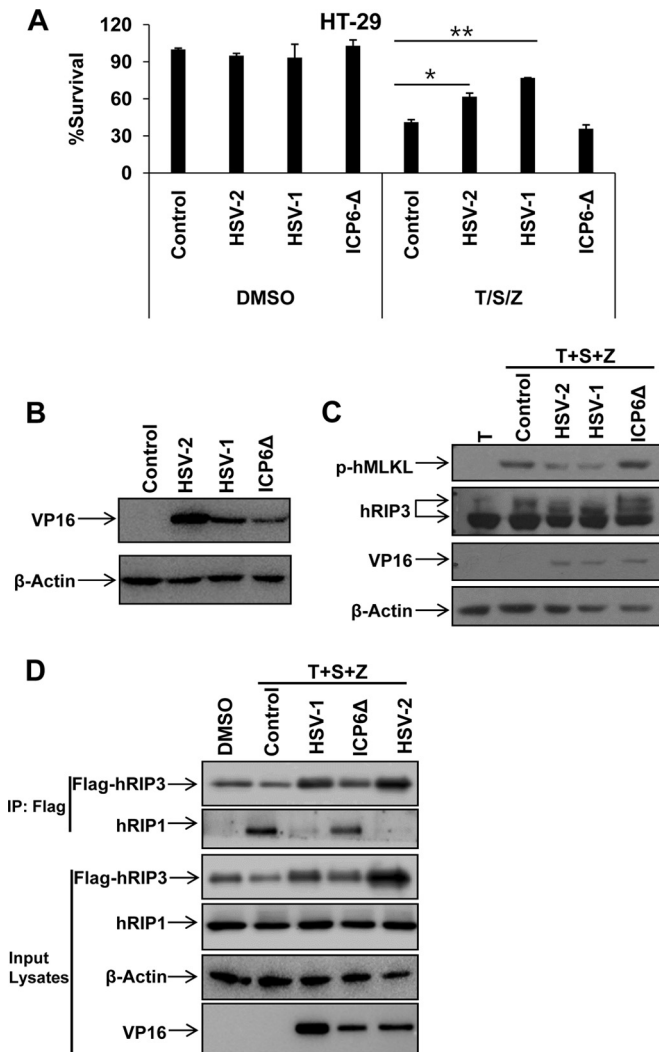 A
HT-29
%Survival
120
90
60
30
0
*
**
Control
HSV-2
HSV-1
ICP6-Δ
Control
HSV-2
HSV-1
ICP6-Δ
DMSO
T/S/Z
B
Control
HSV-2
HSV-1
ICP6Δ
VP16
β-Actin
C
T+S+Z
T
Control
HSV-2
HSV-1
ICP6Δ
p-hMLKL
hRIP3
VP16
β-Actin
D
T+S+Z
DMSO
Control
HSV-1
ICP6Δ
HSV-2
IP: Flag
Flag-hRIP3
hRIP1
Input
Lysates
Flag-hRIP3
hRIP1
β-Actin
VP16